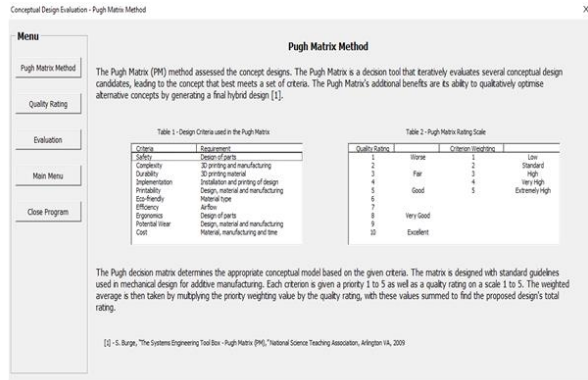 Conceptual Design Evaluation - Pugh Matrix Method
X
Menu
Pugh Matrix Method
Quality Rating
Evaluation
Main Menu
Close Program
Pugh Matrix Method
The Pugh Matrix (PM) method assessed the concept designs. The Pugh Matrix is a decision tool that iteratively evaluates several conceptual design
candidates, leading to the concept that best meets a set of criteria. The Pugh Matrix's additional benefits are its ability to qualitatively optimise
alternative concepts by generating a final hybrid design [1].
Table 1 - Design Criteria used in the Pugh Matrix
Criteria Requirement
Safety Design of parts
Complexity 3D printing and manufacturing
Durability 3D printing material
Implementation Installation and printing of design
Printability Design, material and manufacturing
Eco-friendly Material type
Efficiency Airflow
Ergonomics Design of parts
Potential Wear Design, material and manufacturing
Cost Material, manufacturing and time
Table 2 - Pugh Matrix Rating Scale
Quality Rating Criterion Weighting
1 Worse 1 Low
2 2 Standard
3 Fair 3 High
4 4 Very High
5 Good 5 Extremely High
6
7
8 Very Good
9
10 Excellent
The Pugh decision matrix determines the appropriate conceptual model based on the given criteria. The matrix is designed with standard guidelines
used in mechanical design for additive manufacturing. Each criterion is given a priority 1 to 5 as well as a quality rating on a scale 1 to 5. The weighted
average is then taken by multiplying the priority weighting value by the quality rating, with these values summed to find the proposed design's total
rating.
[1] - S. Burge, "The Systems Engineering Tool Box - Pugh Matrix (PM)," National Science Teaching Association, Arlington VA, 2009